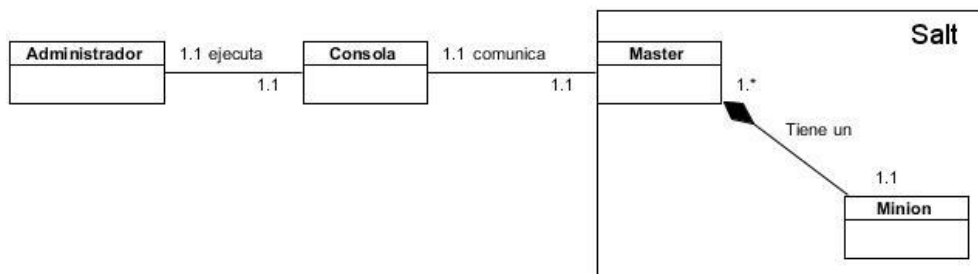 Salt
Administrador
1.1 ejecuta
1.1
Consola
1.1 comunica
1.1
Master
1.*
Tiene un
1.1
Minion